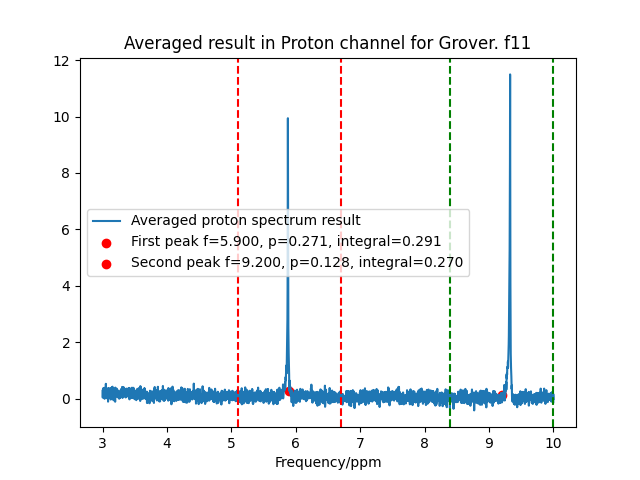 Averaged result in Proton channel for Grover. f11
12
10
8
6
4
2
0
Averaged proton spectrum result
First peak f=5.900, p=0.271, integral=0.291
Second peak f=9.200, p=0.128, integral=0.270
3 4 5 6 7 8 9 10
Frequency/ppm